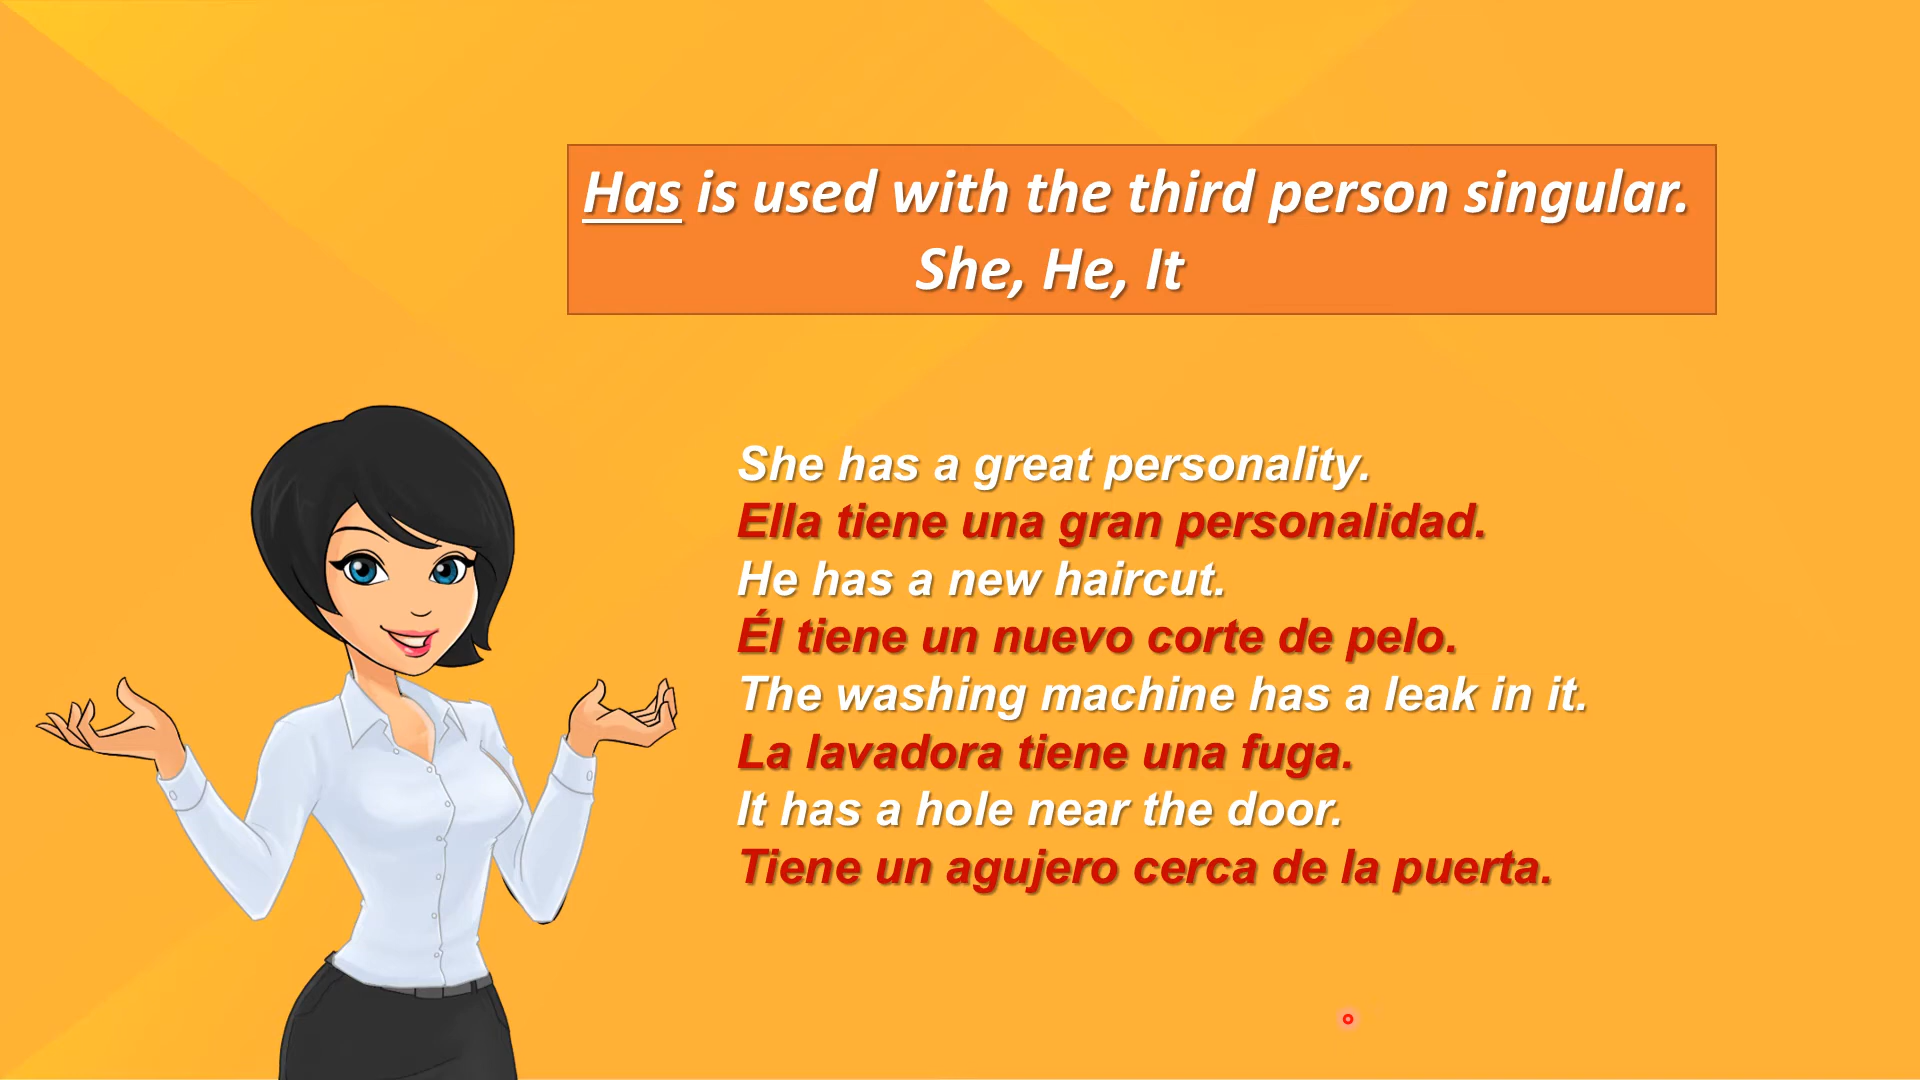 Has is used with the third person singular.
She, He, It
She has a great personality.
Ella tiene una gran personalidad.
He has a new haircut.
Él tiene un nuevo corte de pelo.
The washing machine has a leak in it.
La lavadora tiene una fuga.
It has a hole near the door.
Tiene un agujero cerca de la puerta.